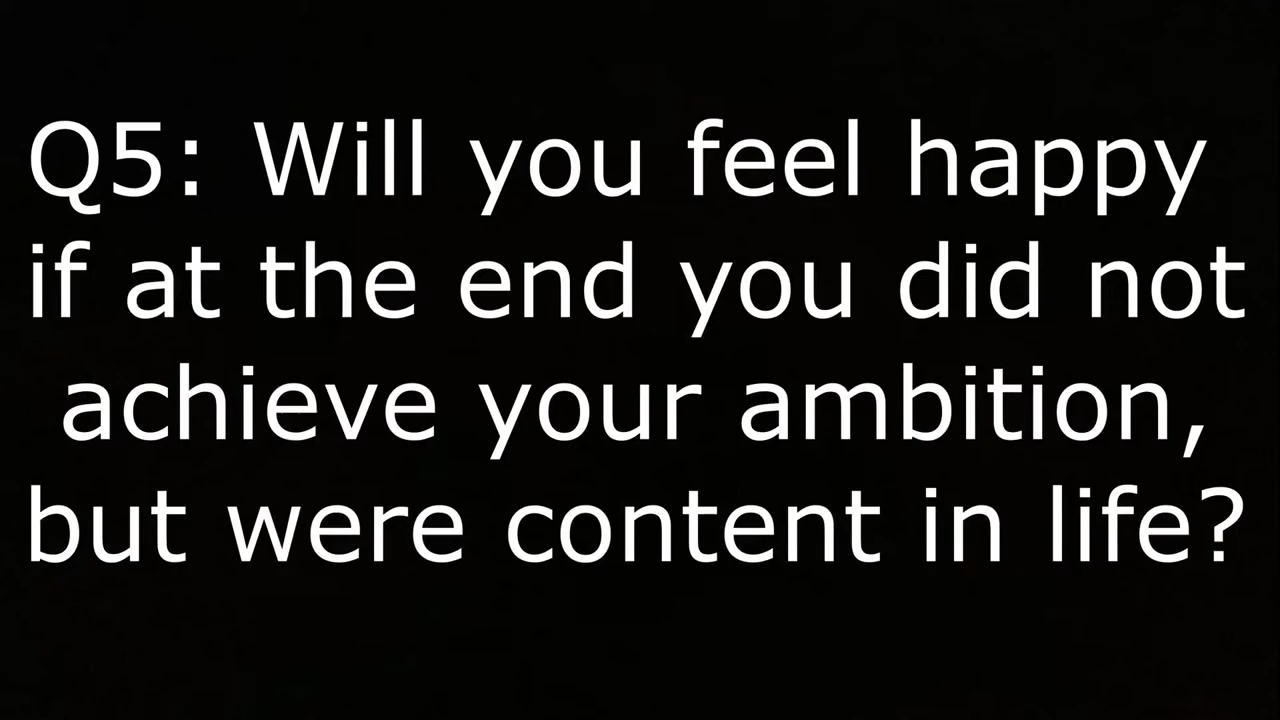 Q5: Will you feel happy
if at the end you did not
achieve your ambition,
but were content in life?